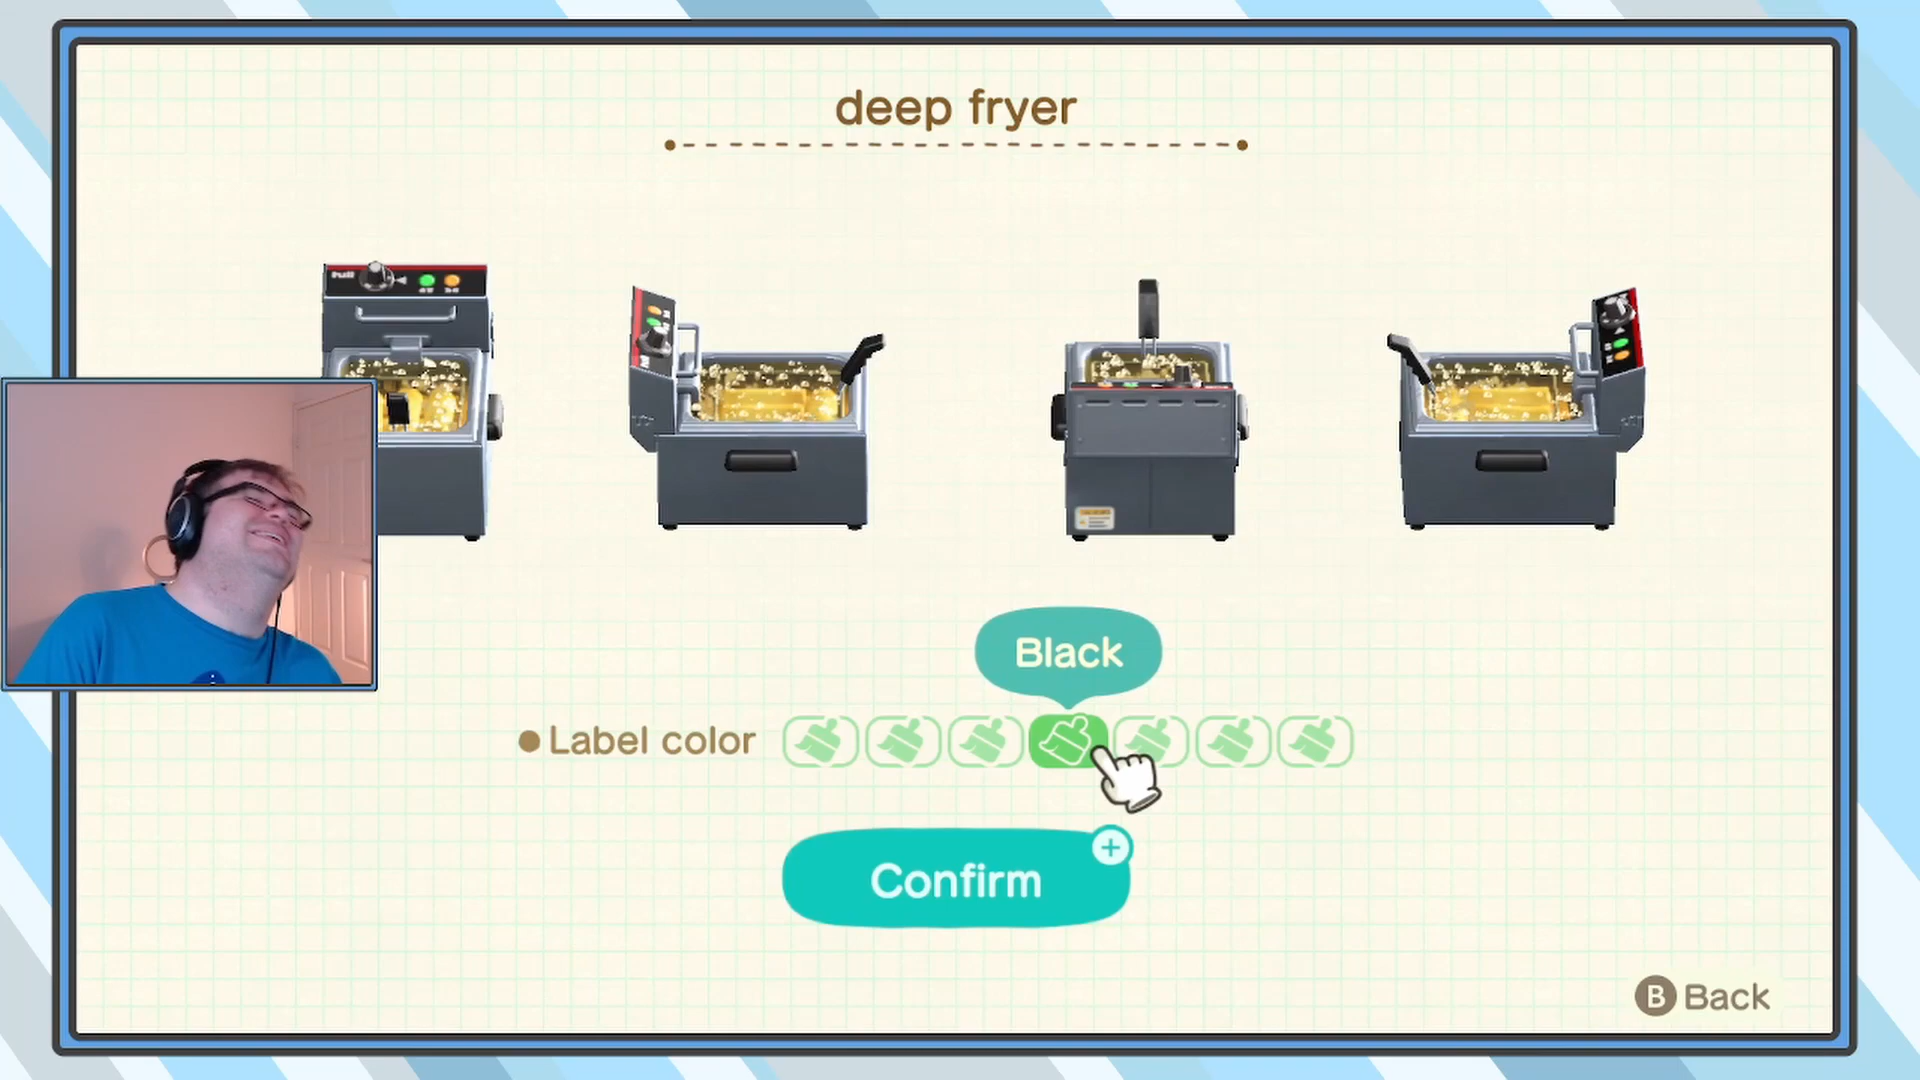 deep fryer
Black
Label color
Confirm
B Back